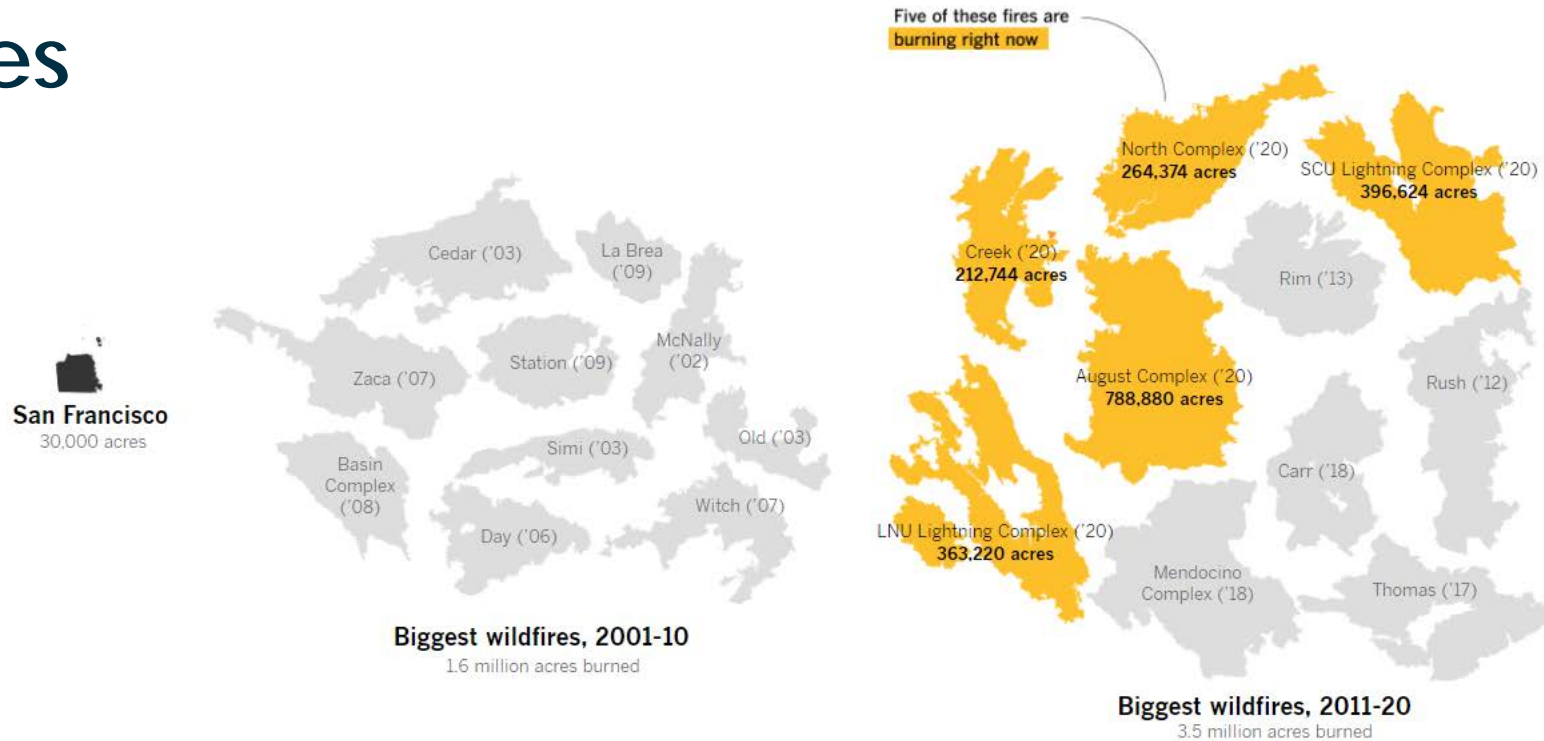 es
Five of these fires are
burning right now
San Francisco
30,000 acres
Cedar ('03)
La Brea
('09)
Zaca ('07)
Station ('09)
McNally
('02)
Basin
Complex
('08)
Simi ('03)
Old ('03)
Day ('06)
Witch ('07)
Biggest wildfires, 2001-10
1.6 million acres burned
North Complex ('20)
264,374 acres
SCU Lightning Complex ('20)
396,624 acres
Creek ('20)
212,744 acres
Rim ('13)
August Complex ('20)
788,880 acres
Rush ('12)
Carr ('18)
LNU Lightning Complex ('20)
363,220 acres
Mendocino
Complex ('18)
Thomas ('17)
Biggest wildfires, 2011-20
3.5 million acres burned